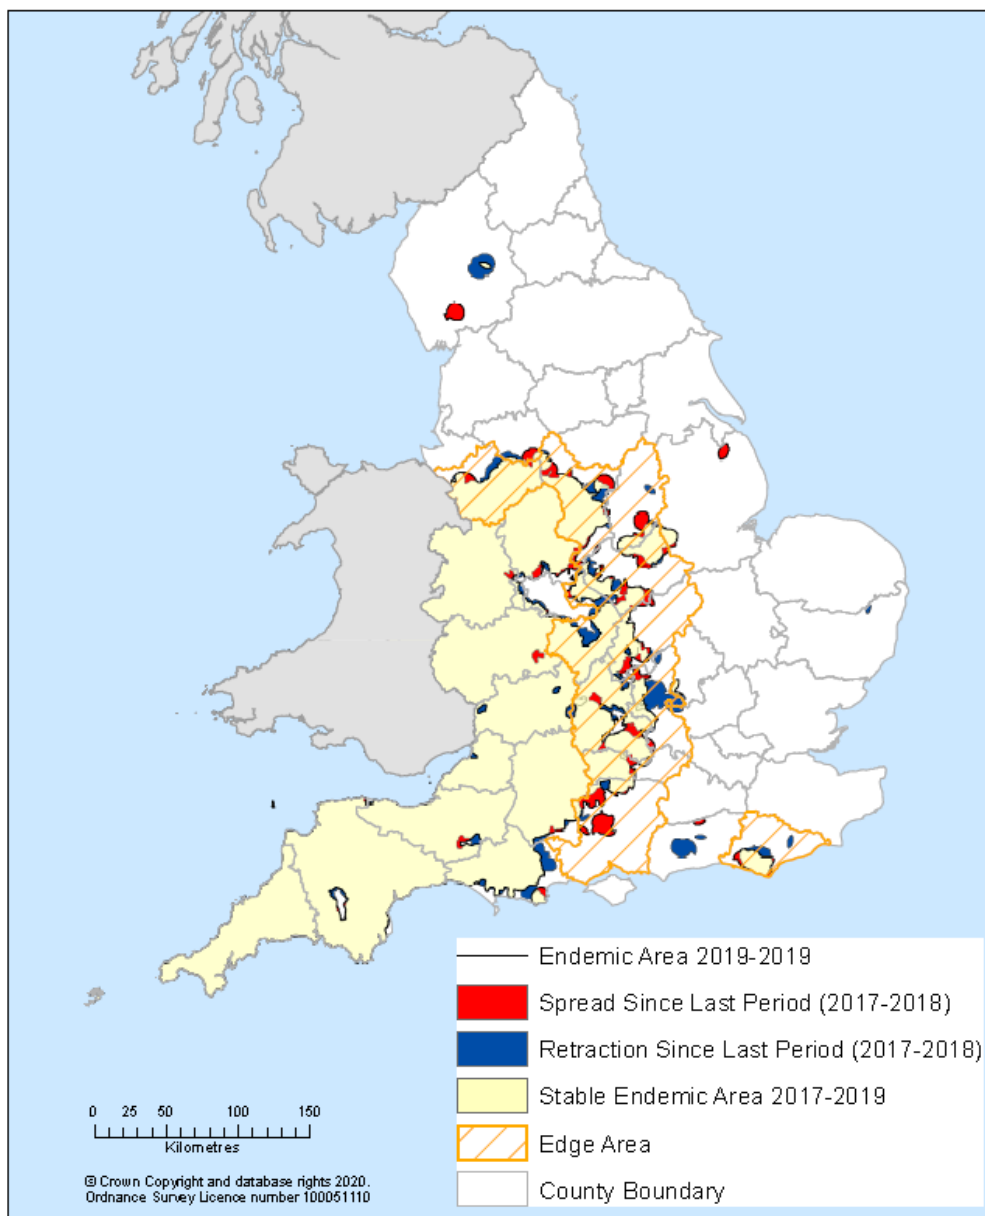 Endemic Area 2019-2019
Spread Since Last Period (2017-2018)
Retraction Since Last Period (2017-2018)
Stable Endemic Area 2017-2019
Edge Area
County Boundary
0 25 50 100 150
Kilometres
© Crown Copyright and database rights 2020.
Ordnance Survey Licence number 100051110